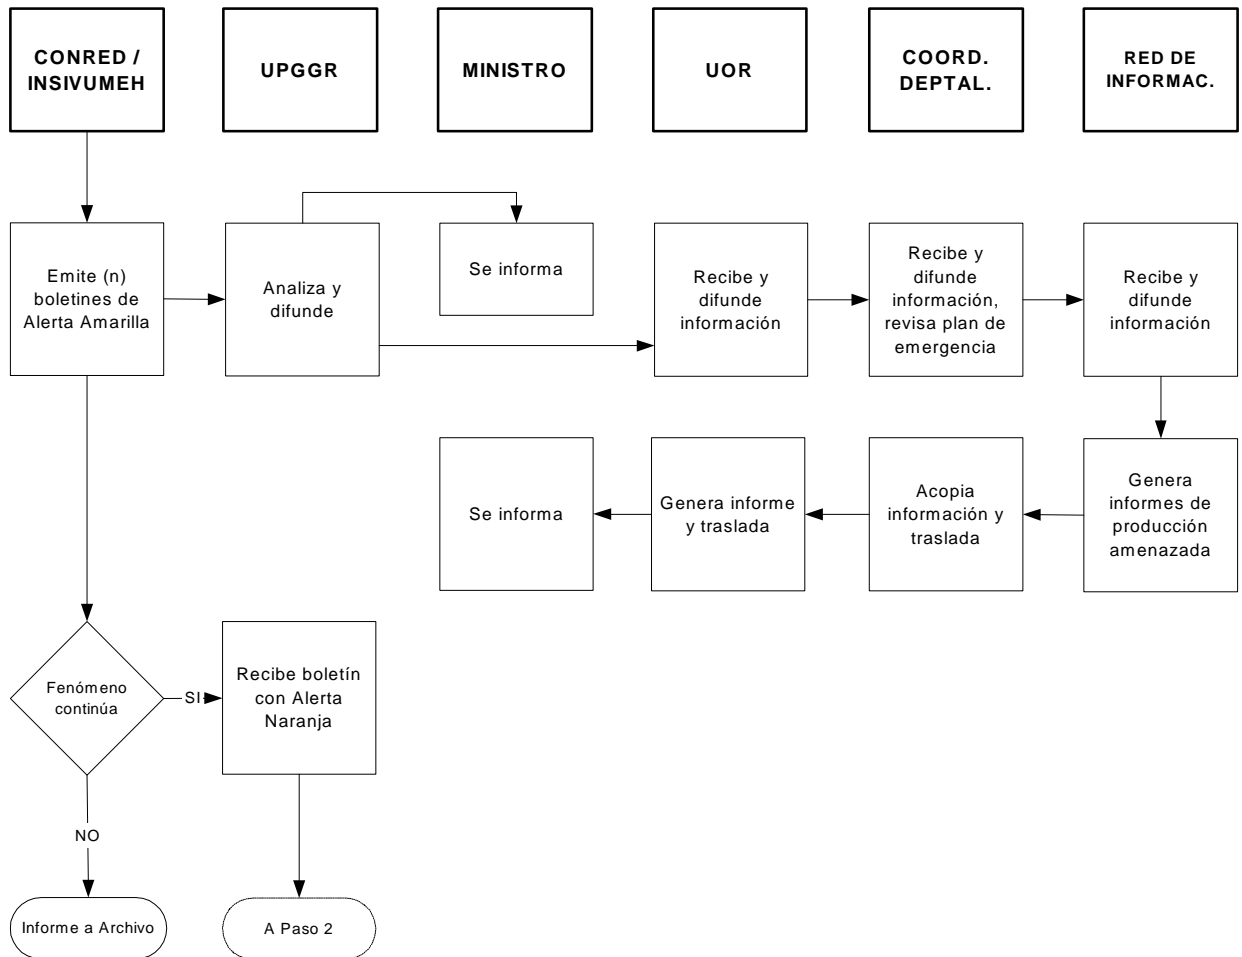 CONRED /
INSIVUMEH
UPGGR
MINISTRO
UOR
COORD.
DEPTAL.
RED DE
INFORMAC.
Emite (n)
boletines de
Alerta Amarilla
Analiza y
difunde
Se informa
Recibe y
difunde
información
Recibe y
difunde
información,
revisa plan de
emergencia
Recibe y
difunde
información
Se informa
Genera informe
y traslada
Acopia
información y
traslada
Genera
informes de
producción
amenazada
Fenómeno
continúa
SI
Recibe boletín
con Alerta
Naranja
NO
Informe a Archivo
A Paso 2